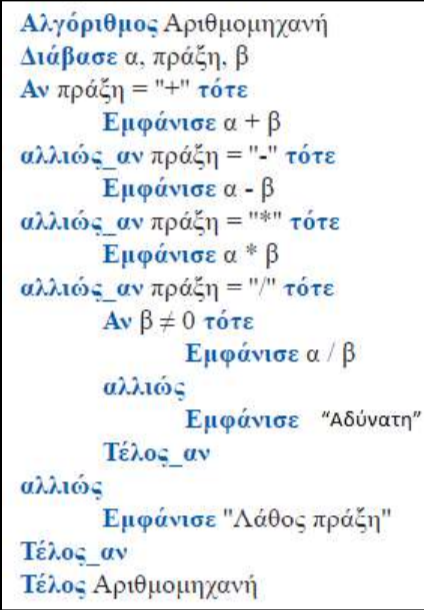 Αλγόριθμος Αριθμομηχανή
Διάβασε α, πράξη, β
Αν πράξη = "+" τότε
Εμφάνισε α + β
αλλιώς_αν πράξη = "-" τότε
Εμφάνισε α - β
αλλιώς_αν πράξη = "*" τότε
Εμφάνισε α * β
αλλιώς_αν πράξη = "/" τότε
Αν β ≠ 0 τότε
Εμφάνισε α / β
αλλιώς
Εμφάνισε “Αδύνατη”
Τέλος_αν
αλλιώς
Εμφάνισε "Λάθος πράξη"
Τέλος_αν
Τέλος Αριθμομηχανή